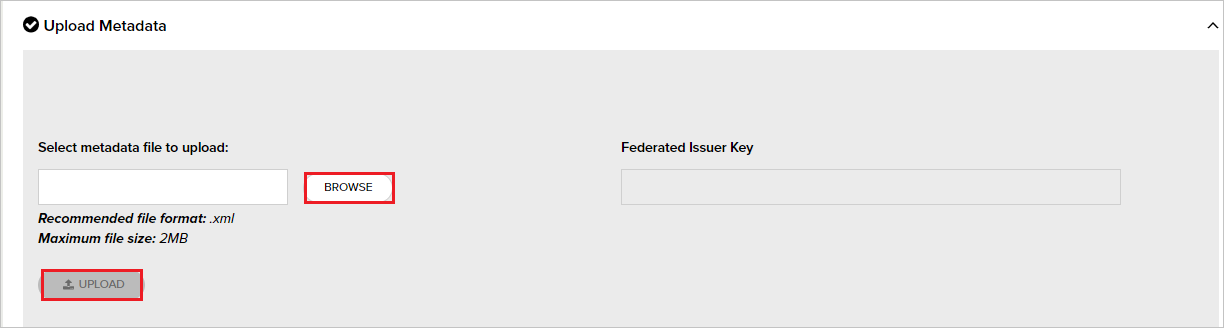 Upload Metadata
Select metadata file to upload:
Federated Issuer Key
BROWSE
Recommended file format: .xml
Maximum file size: 2MB
UPLOAD